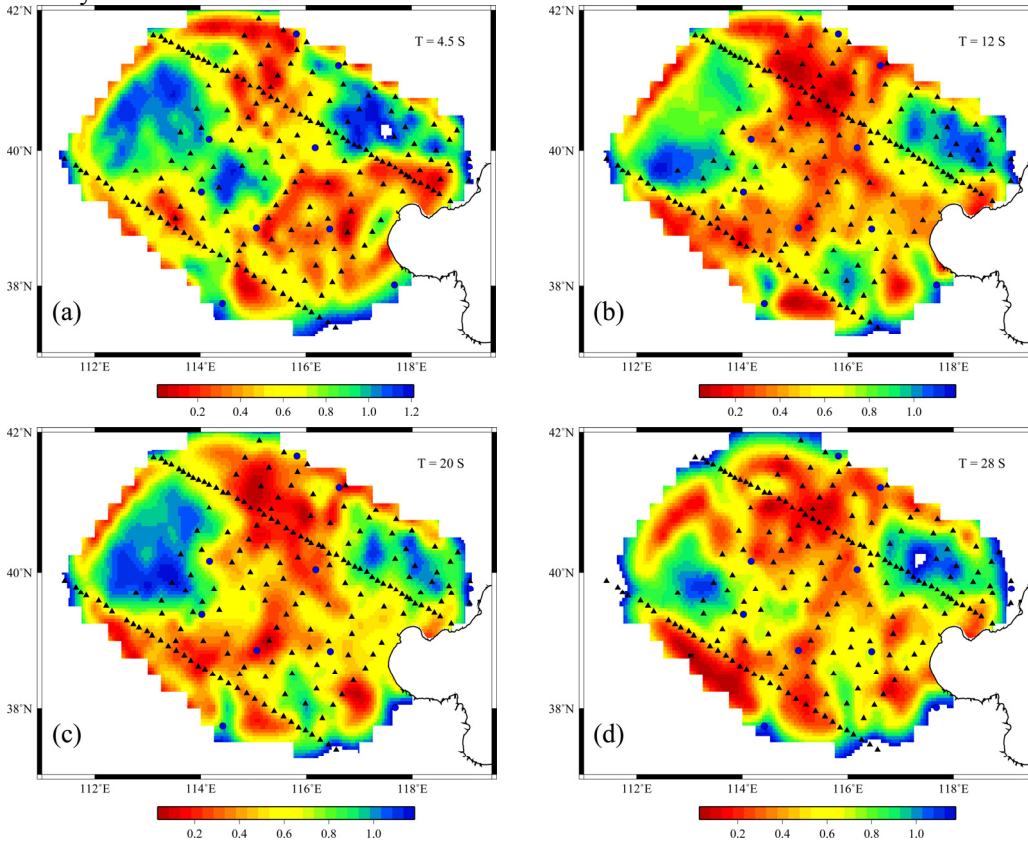 42˚N
T = 4.5 S
40˚N
38˚N
(a)
112˚E 114˚E 116˚E 118˚E
0.2 0.4 0.6 0.8 1.0 1.2
42˚N
T = 12 S
40˚N
38˚N
(b)
112˚E 114˚E 116˚E 118˚E
0.2 0.4 0.6 0.8 1.0
42˚N
T = 20 S
40˚N
38˚N
(c)
112˚E 114˚E 116˚E 118˚E
0.2 0.4 0.6 0.8 1.0
42˚N
T = 28 S
40˚N
38˚N
(d)
112˚E 114˚E 116˚E 118˚E
0.2 0.4 0.6 0.8 1.0